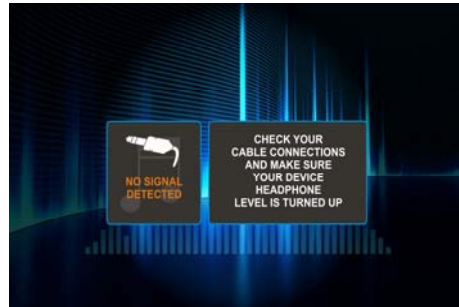 NO SIGNAL
DETECTED
CHECK YOUR
CABLE CONNECTIONS
AND MAKE SURE
YOUR DEVICE
HEADPHONE
LEVEL IS TURNED UP